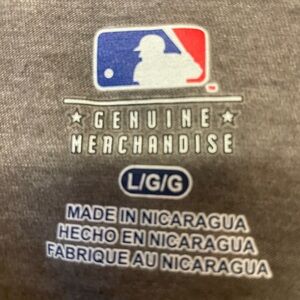 GENUINE
MERCHANDISE
L/G/G
MADE IN NICARAGUA
HECHO EN NICARAGUA
FABRIQUE AU NICARAGUA